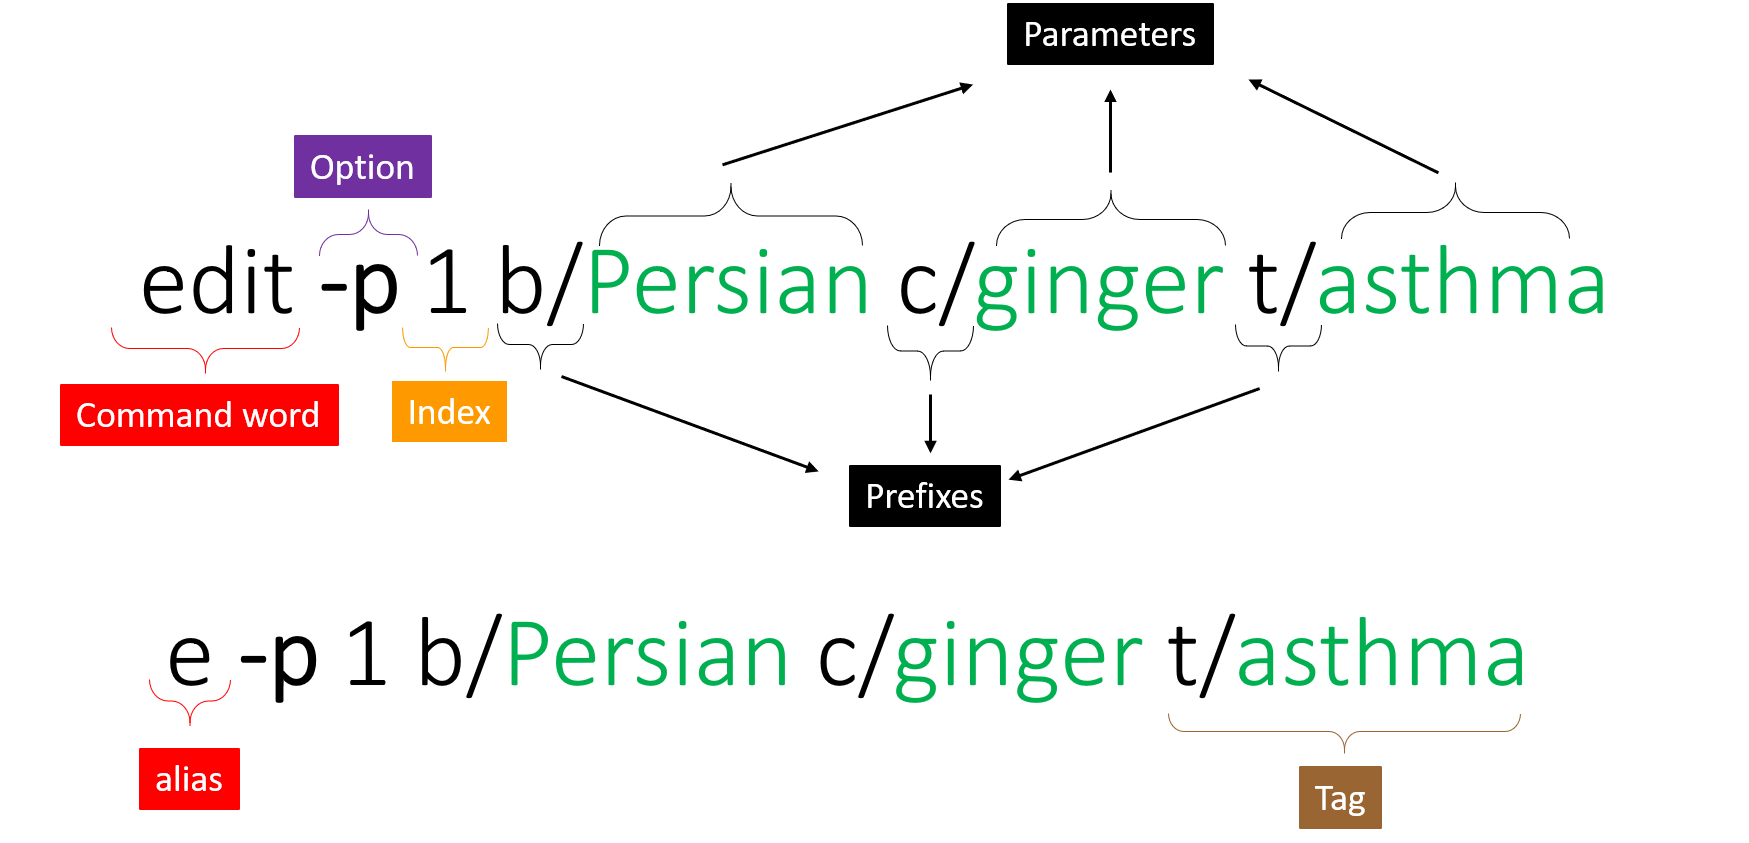 Parameters
Option
edit -p 1 b/Persian c/ginger t/asthma
Command word
Index
Prefixes
e -p 1 b/Persian c/ginger t/asthma
alias
Tag